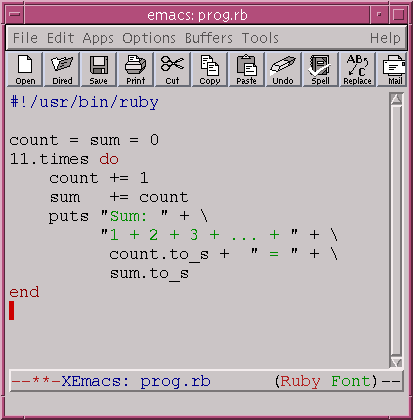 emacs: prog.rb
File Edit Apps Options Buffers Tools Help
Open Dired Save Print Cut Copy Paste Undo Spell Replace Mail
#!/usr/bin/ruby
count = sum = 0
11.times do
    count += 1
    sum   += count
    puts "Sum: " + \
         "1 + 2 + 3 + ... + " + \
          count.to_s +  " = " + \
          sum.to_s
end
--**-XEmacs: prog.rb      (Ruby Font)--